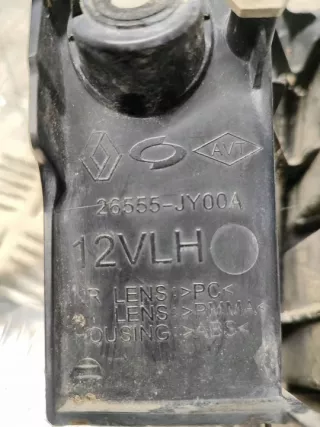 AVT
26555-JY00A
12VLH
LENS:>PC<
LENS:>PMMA<
HOUSING:>ABS<